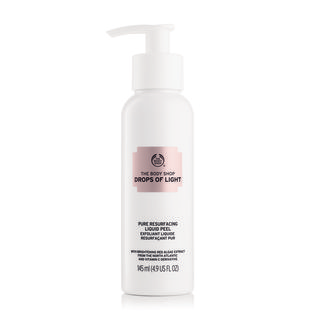 THE BODY SHOP
DROPS OF LIGHT
PURE RESURFACING
LIQUID PEEL
EXFOLIANT LIQUIDE
RESURFAÇANT PUR
WITH BRIGHTENING RED ALGAE EXTRACT
FROM THE NORTH ATLANTIC
AND VITAMIN C DERIVATIVE
145 ml (4.9 US FL OZ)